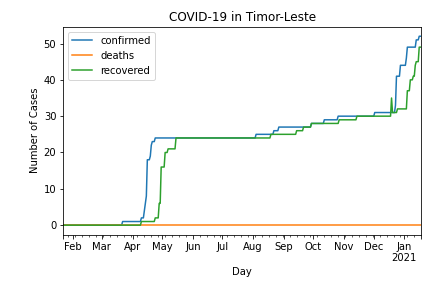 COVID-19 in Timor-Leste
confirmed
deaths
recovered
Number of Cases
50
40
30
20
10
0
Feb Mar Apr May Jun Jul Aug Sep Oct Nov Dec Jan
2021
Day